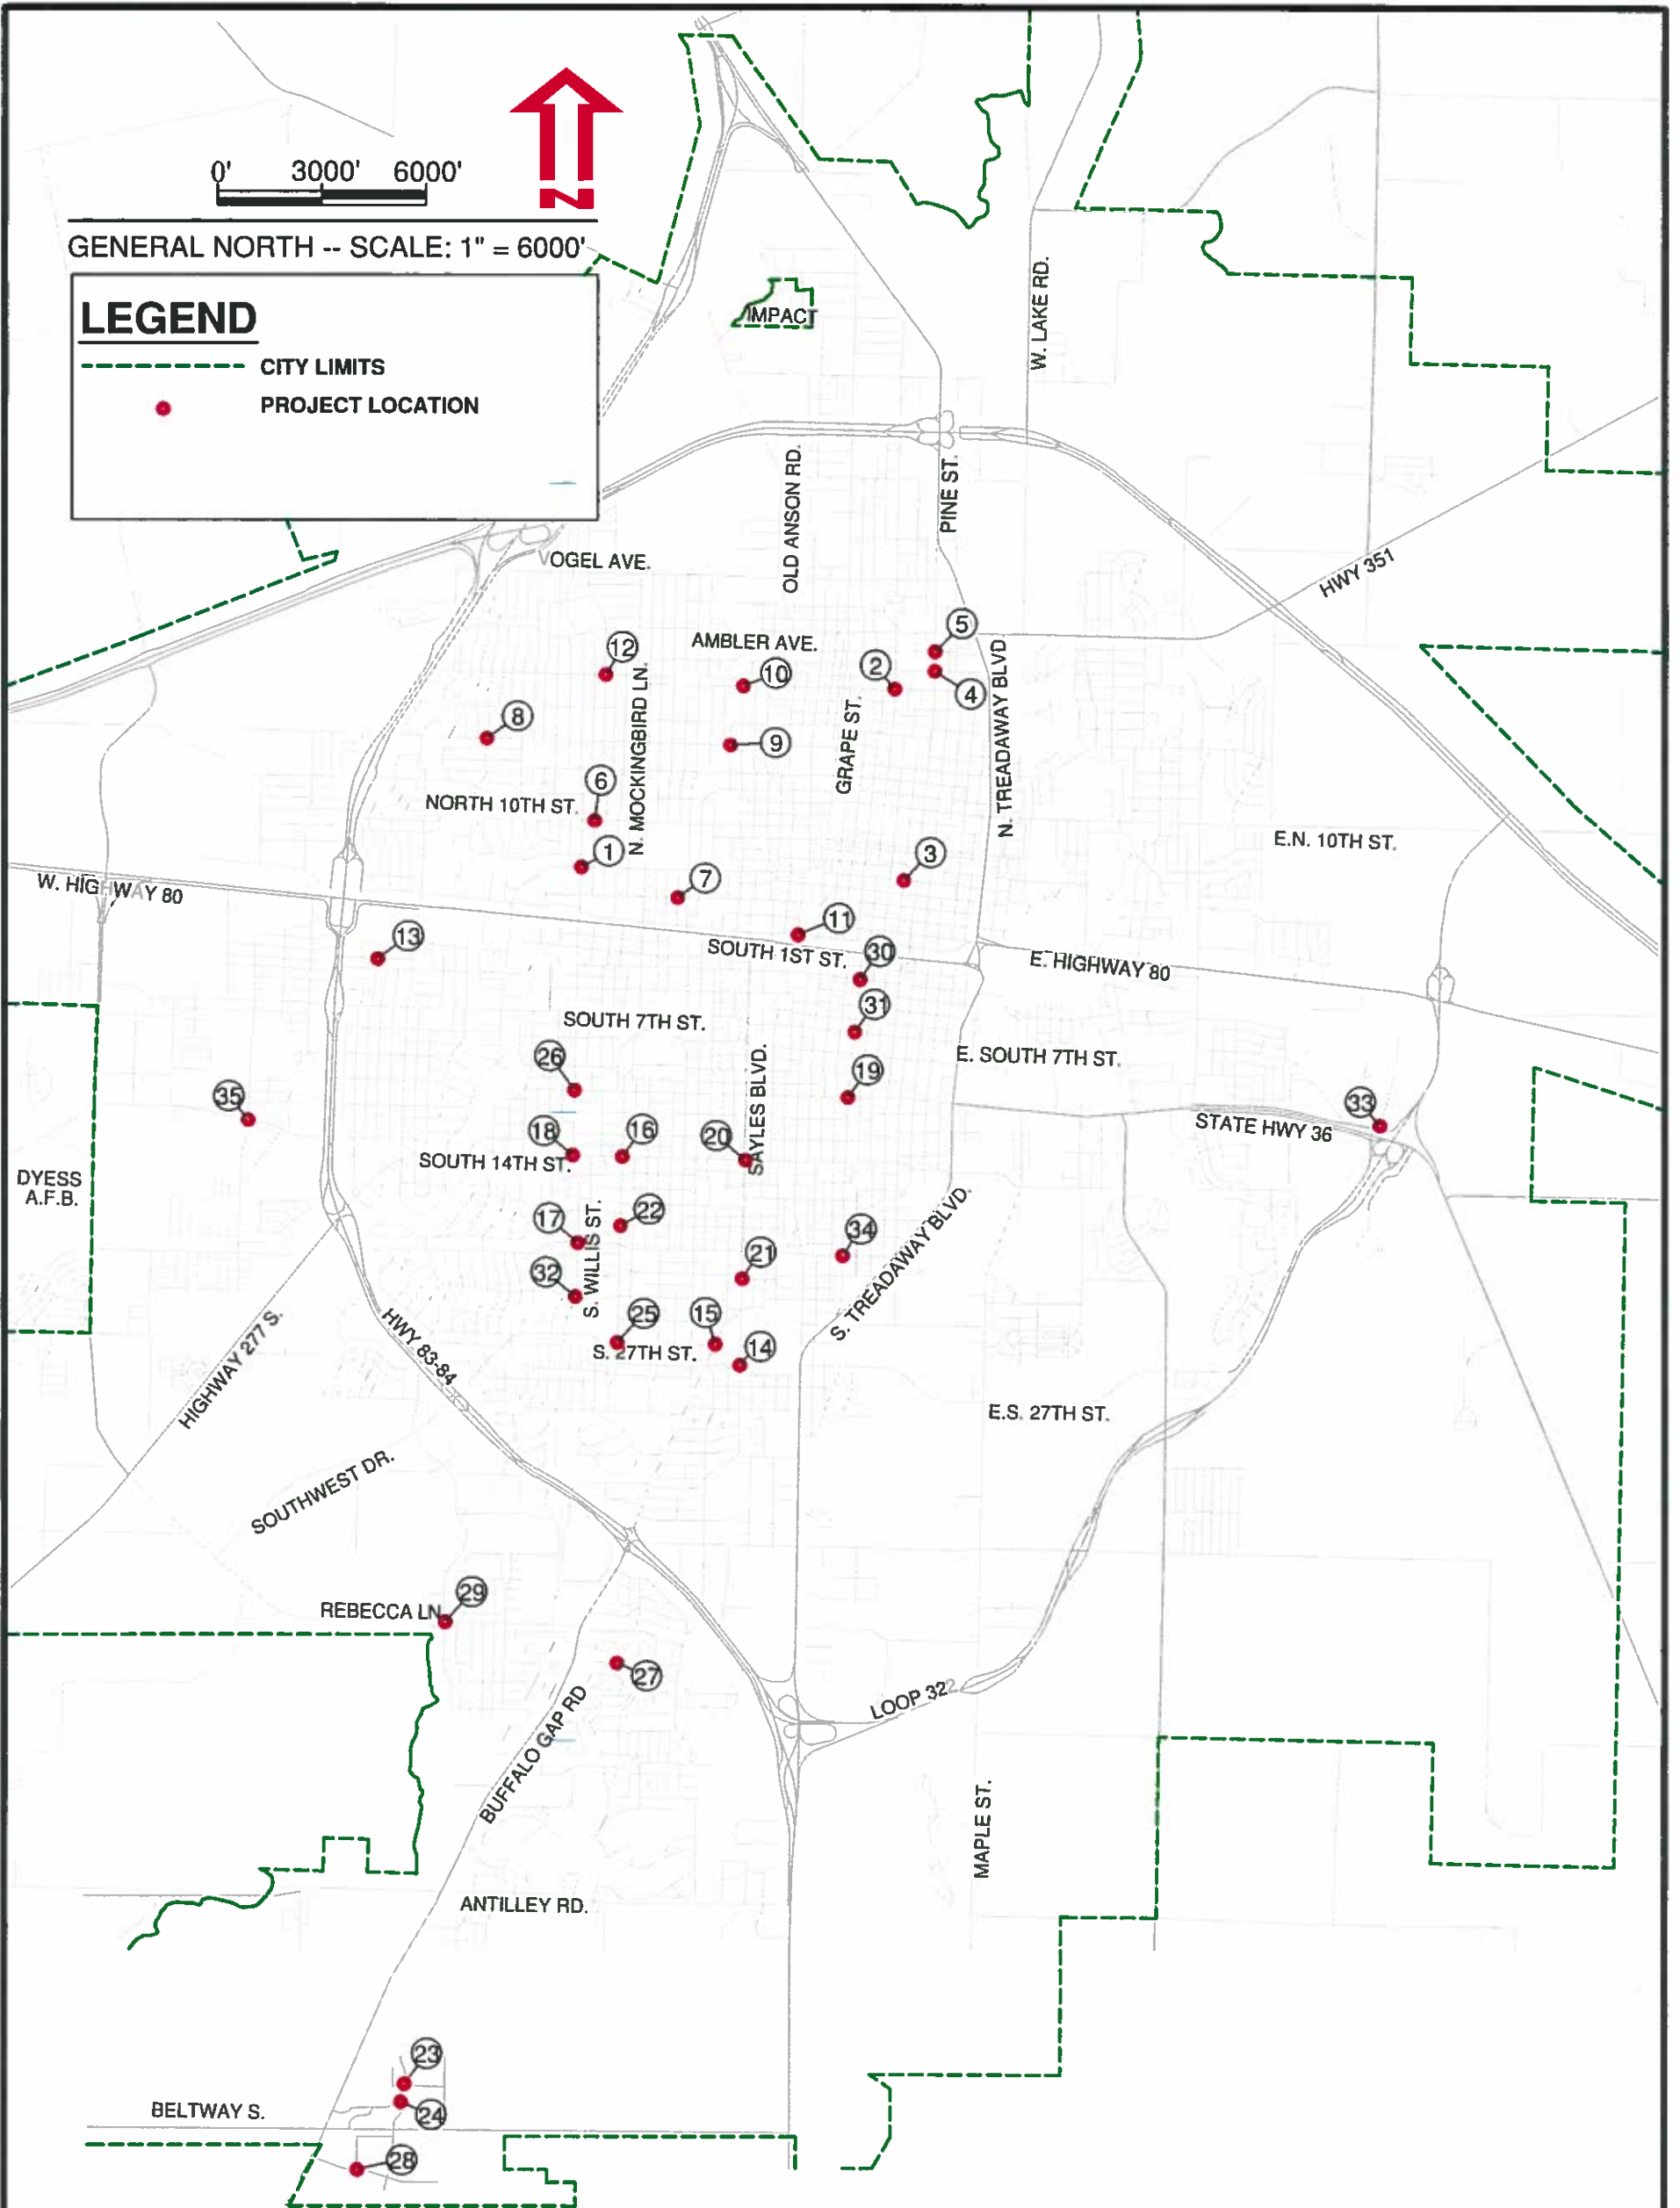 0' 3000' 6000'
N
GENERAL NORTH -- SCALE: 1" = 6000'
LEGEND
CITY LIMITS
PROJECT LOCATION
IMPACT
W. LAKE RD.
OLD ANSON RD.
PINE ST.
VOGEL AVE.
HWY 351
5
12
AMBLER AVE.
10
2
4
N. TREADAWAY BLVD
N. MOCKINGBIRD LN.
8
9
GRAPE ST.
6
NORTH 10TH ST.
E.N. 10TH ST.
1
3
7
W. HIGHWAY 80
11
13
SOUTH 1ST ST.
30
E. HIGHWAY 80
31
SOUTH 7TH ST.
26
E. SOUTH 7TH ST.
SAYLES BLVD.
19
35
33
18
16
20
STATE HWY 36
SOUTH 14TH ST.
DYESS
A.F.B.
17
22
S. WILLIS ST.
34
21
32
S. TREADAWAY BLVD.
25
15
14
HIGHWAY 277 S.
HWY 83-84
S. 27TH ST.
E.S. 27TH ST.
SOUTHWEST DR.
29
REBECCA LN
27
LOOP 322
BUFFALO GAP RD
MAPLE ST.
ANTILLEY RD.
23
24
BELTWAY S.
28